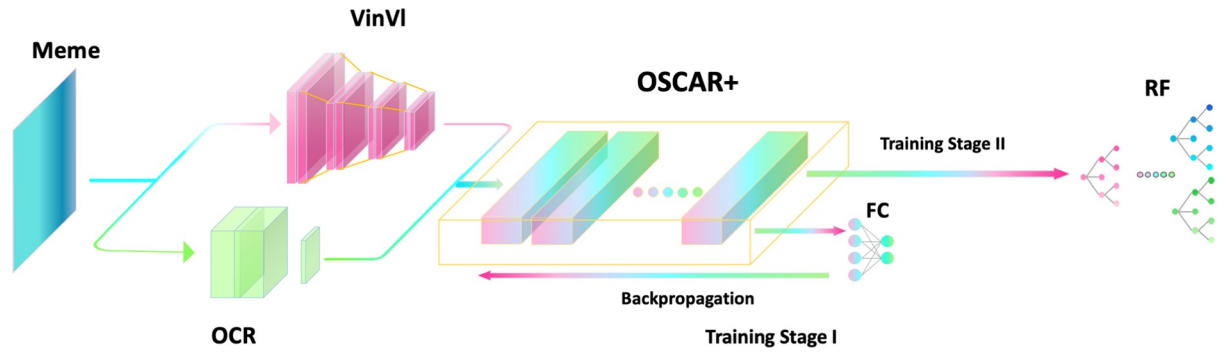 Meme
VinVl
OCR
OSCAR+
Training Stage II
RF
FC
Backpropagation
Training Stage I